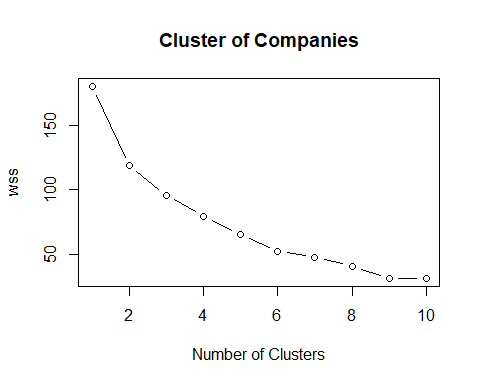 Cluster of Companies
150
100
50
wss
2 4 6 8 10
Number of Clusters